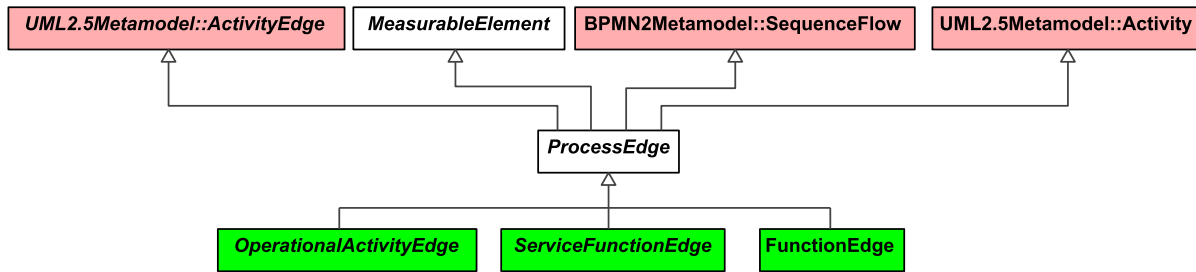 UML2.5Metamodel::ActivityEdge
MeasurableElement
BPMN2Metamodel::SequenceFlow
UML2.5Metamodel::Activity
ProcessEdge
OperationalActivityEdge
ServiceFunctionEdge
FunctionEdge